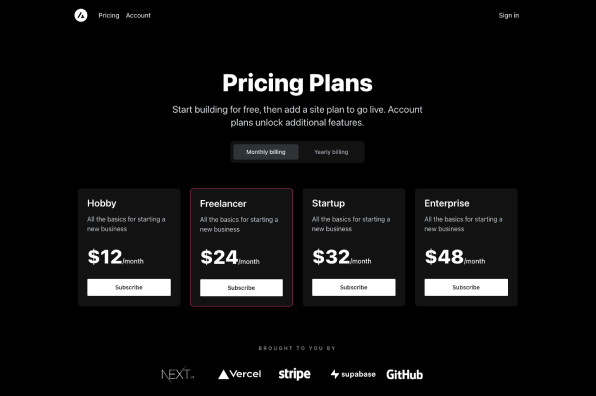 Pricing Account Sign in
Pricing Plans
Start building for free, then add a site plan to go live. Account
plans unlock additional features.
Monthly billing Yearly billing
Hobby
All the basics for starting a
new business
$12/month
Subscribe
Freelancer
All the basics for starting a
new business
$24/month
Subscribe
Startup
All the basics for starting a
new business
$32/month
Subscribe
Enterprise
All the basics for starting a
new business
$48/month
Subscribe
BROUGHT TO YOU BY
NEXT.JS Vercel stripe supabase GitHub